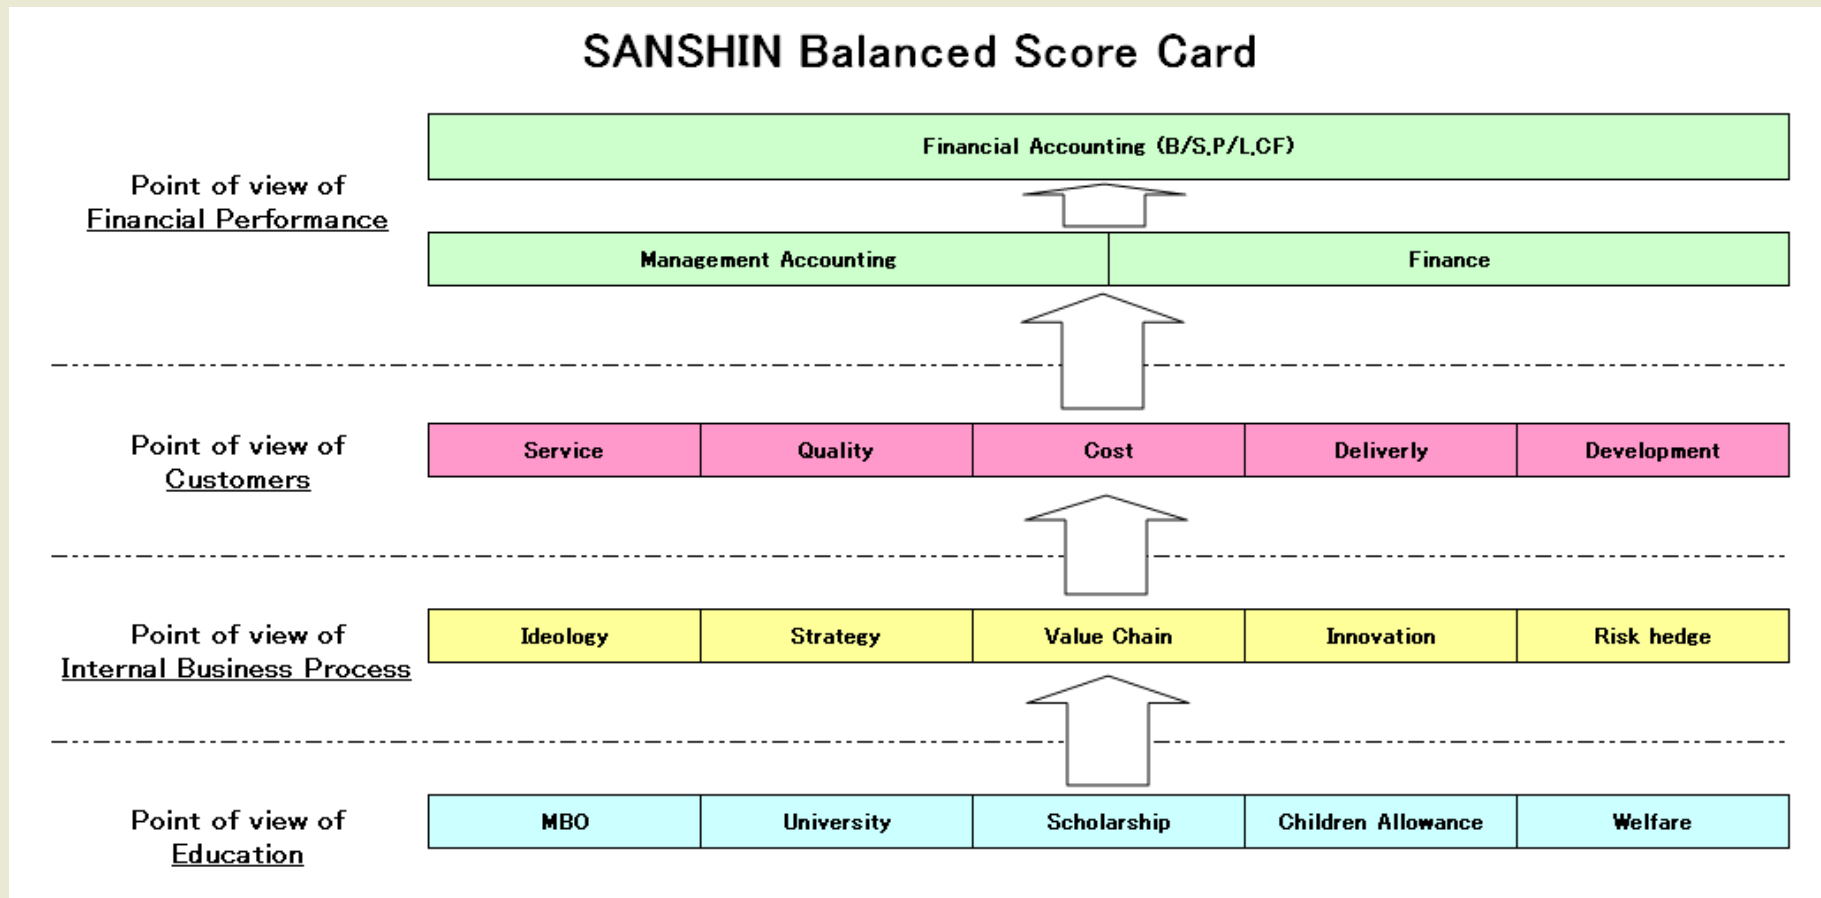 SANSHIN Balanced Score Card
Point of view of
Financial Performance
Financial Accounting (B/S,P/L,CF)
Management Accounting
Finance
Point of view of
Customers
Service
Quality
Cost
Deliverly
Development
Point of view of
Internal Business Process
Ideology
Strategy
Value Chain
Innovation
Risk hedge
Point of view of
Education
MBO
University
Scholarship
Children Allowance
Welfare